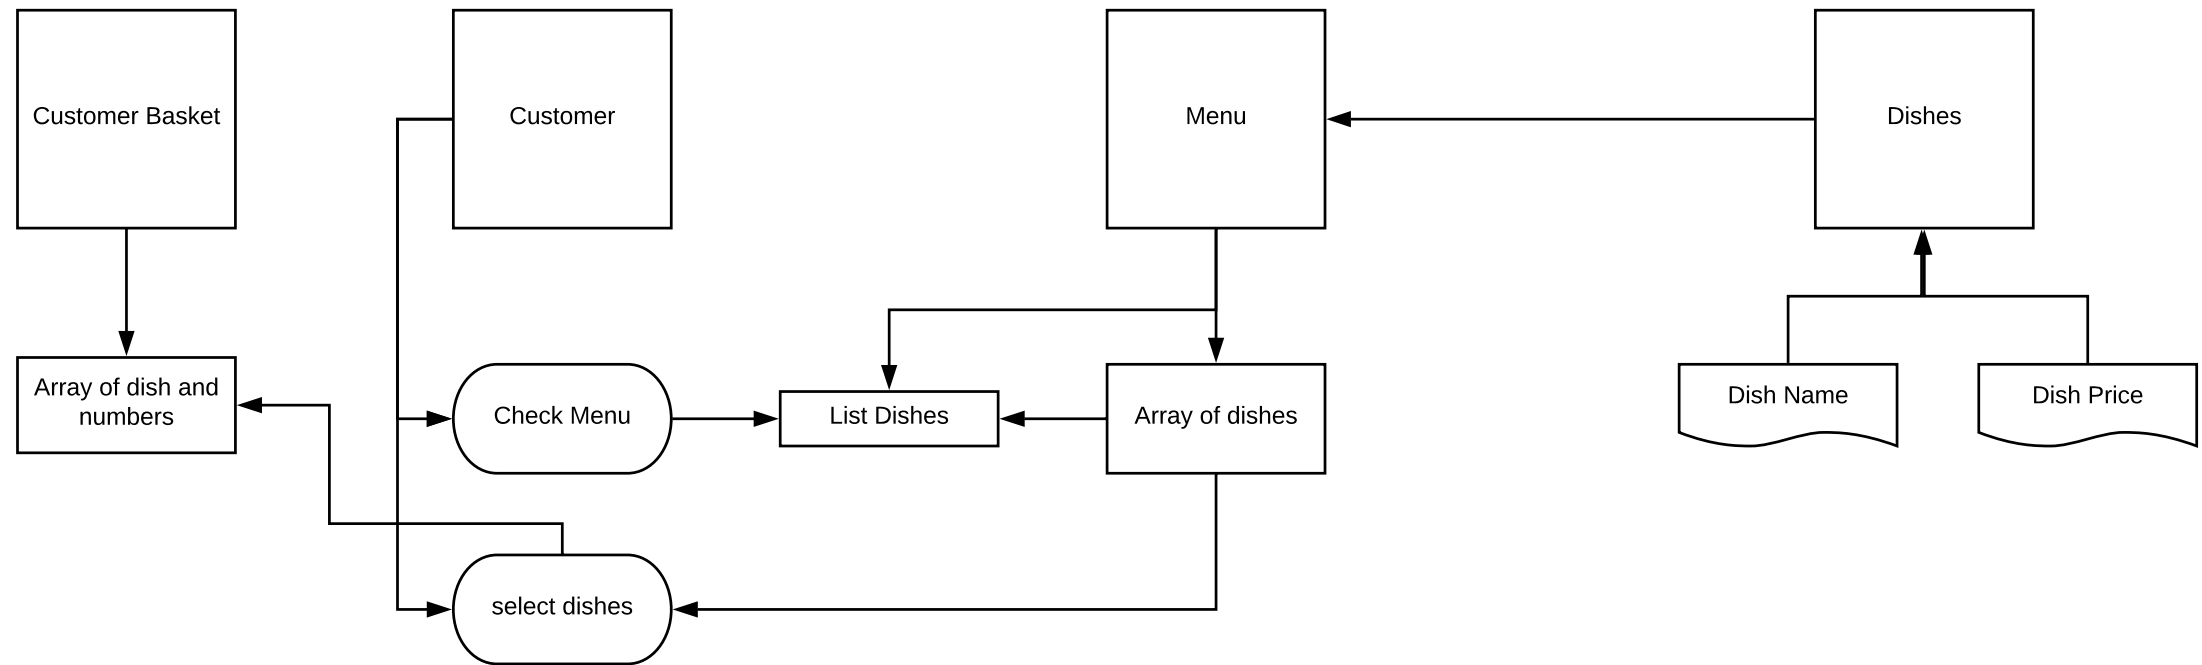 Customer Basket
Customer
Menu
Dishes
Array of dish and
numbers
Check Menu
List Dishes
Array of dishes
Dish Name
Dish Price
select dishes